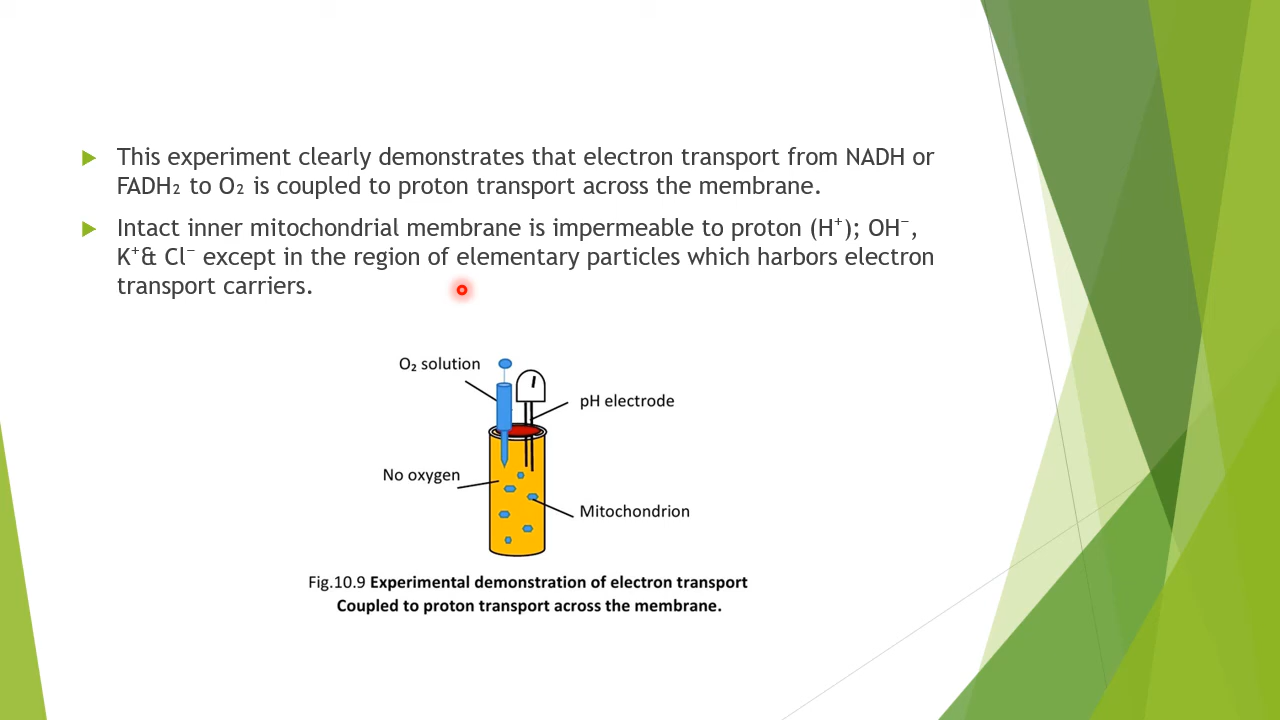 This experiment clearly demonstrates that electron transport from NADH or
FADH₂ to O₂ is coupled to proton transport across the membrane.
Intact inner mitochondrial membrane is impermeable to proton (H⁺); OH⁻,
K⁺& Cl⁻ except in the region of elementary particles which harbors electron
transport carriers.
O₂ solution
pH electrode
No oxygen
Mitochondrion
Fig.10.9 Experimental demonstration of electron transport
Coupled to proton transport across the membrane.